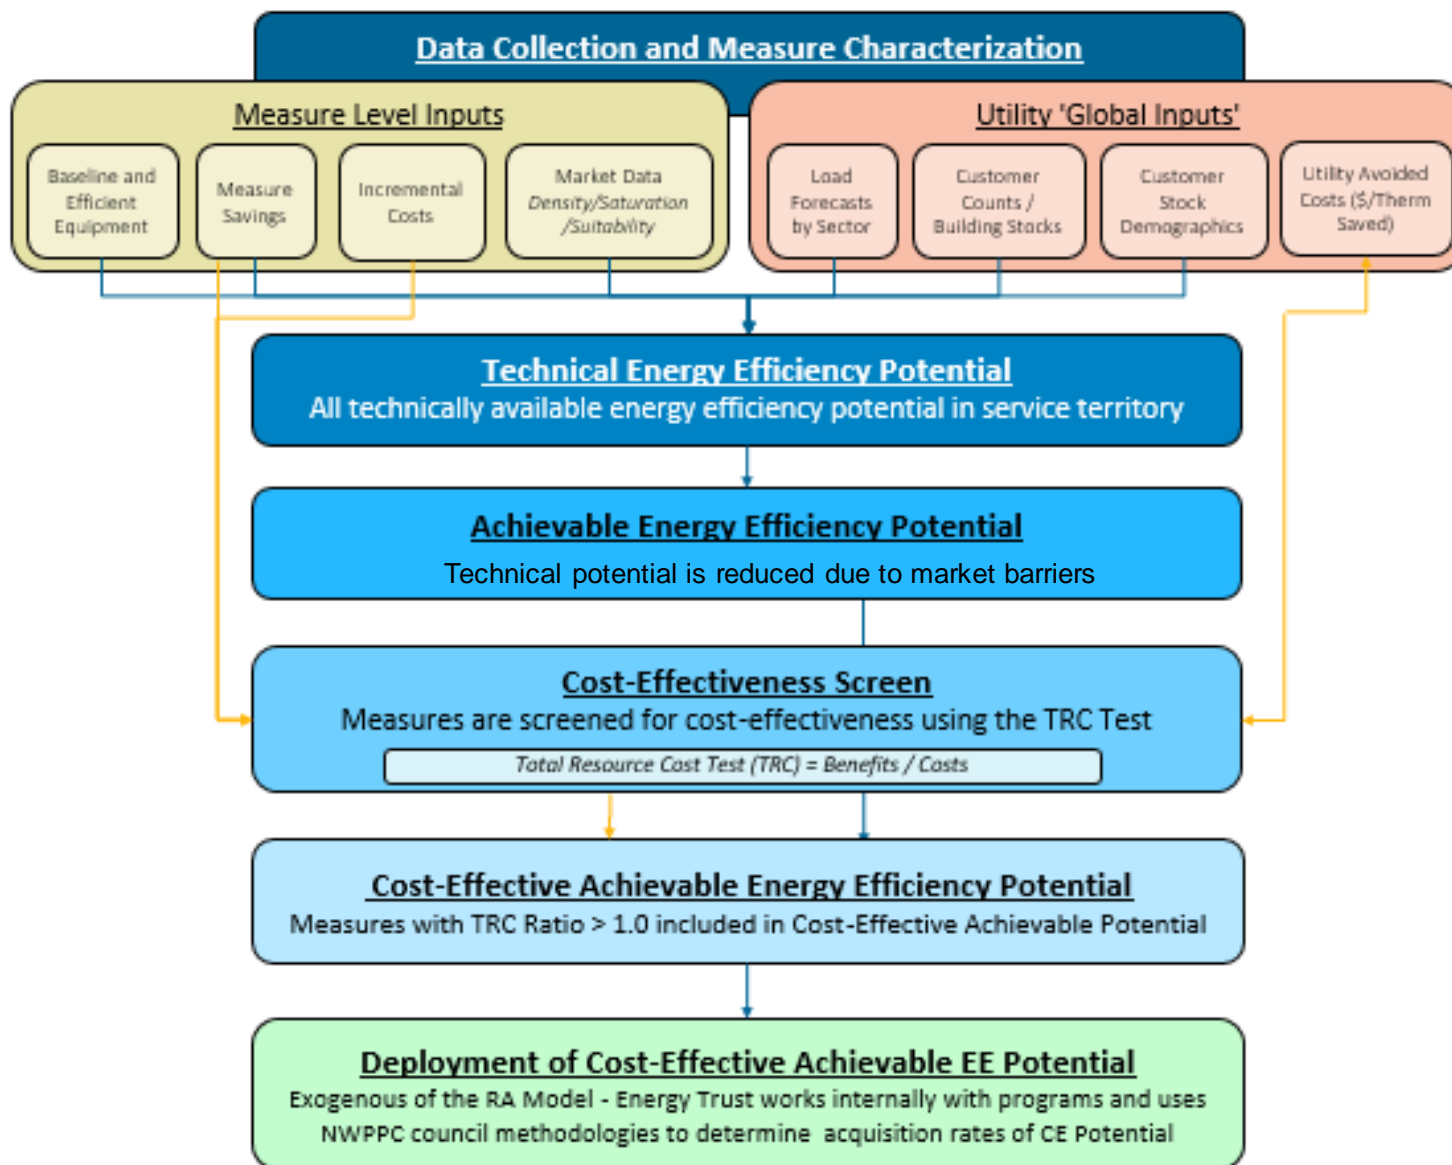 Data Collection and Measure Characterization
Measure Level Inputs
Baseline and
Efficient
Equipment
Measure
Savings
Incremental
Costs
Market Data
Density/Saturation
/Suitability
Utility 'Global Inputs'
Load
Forecasts
by Sector
Customer
Counts /
Building Stocks
Customer
Stock
Demographics
Utility Avoided
Costs ($/Therm
Saved)
Technical Energy Efficiency Potential
All technically available energy efficiency potential in service territory
Achievable Energy Efficiency Potential
Technical potential is reduced due to market barriers
Cost-Effectiveness Screen
Measures are screened for cost-effectiveness using the TRC Test
Total Resource Cost Test (TRC) = Benefits / Costs
Cost-Effective Achievable Energy Efficiency Potential
Measures with TRC Ratio > 1.0 included in Cost-Effective Achievable Potential
Deployment of Cost-Effective Achievable EE Potential
Exogenous of the RA Model - Energy Trust works internally with programs and uses
NWPPC council methodologies to determine acquisition rates of CE Potential